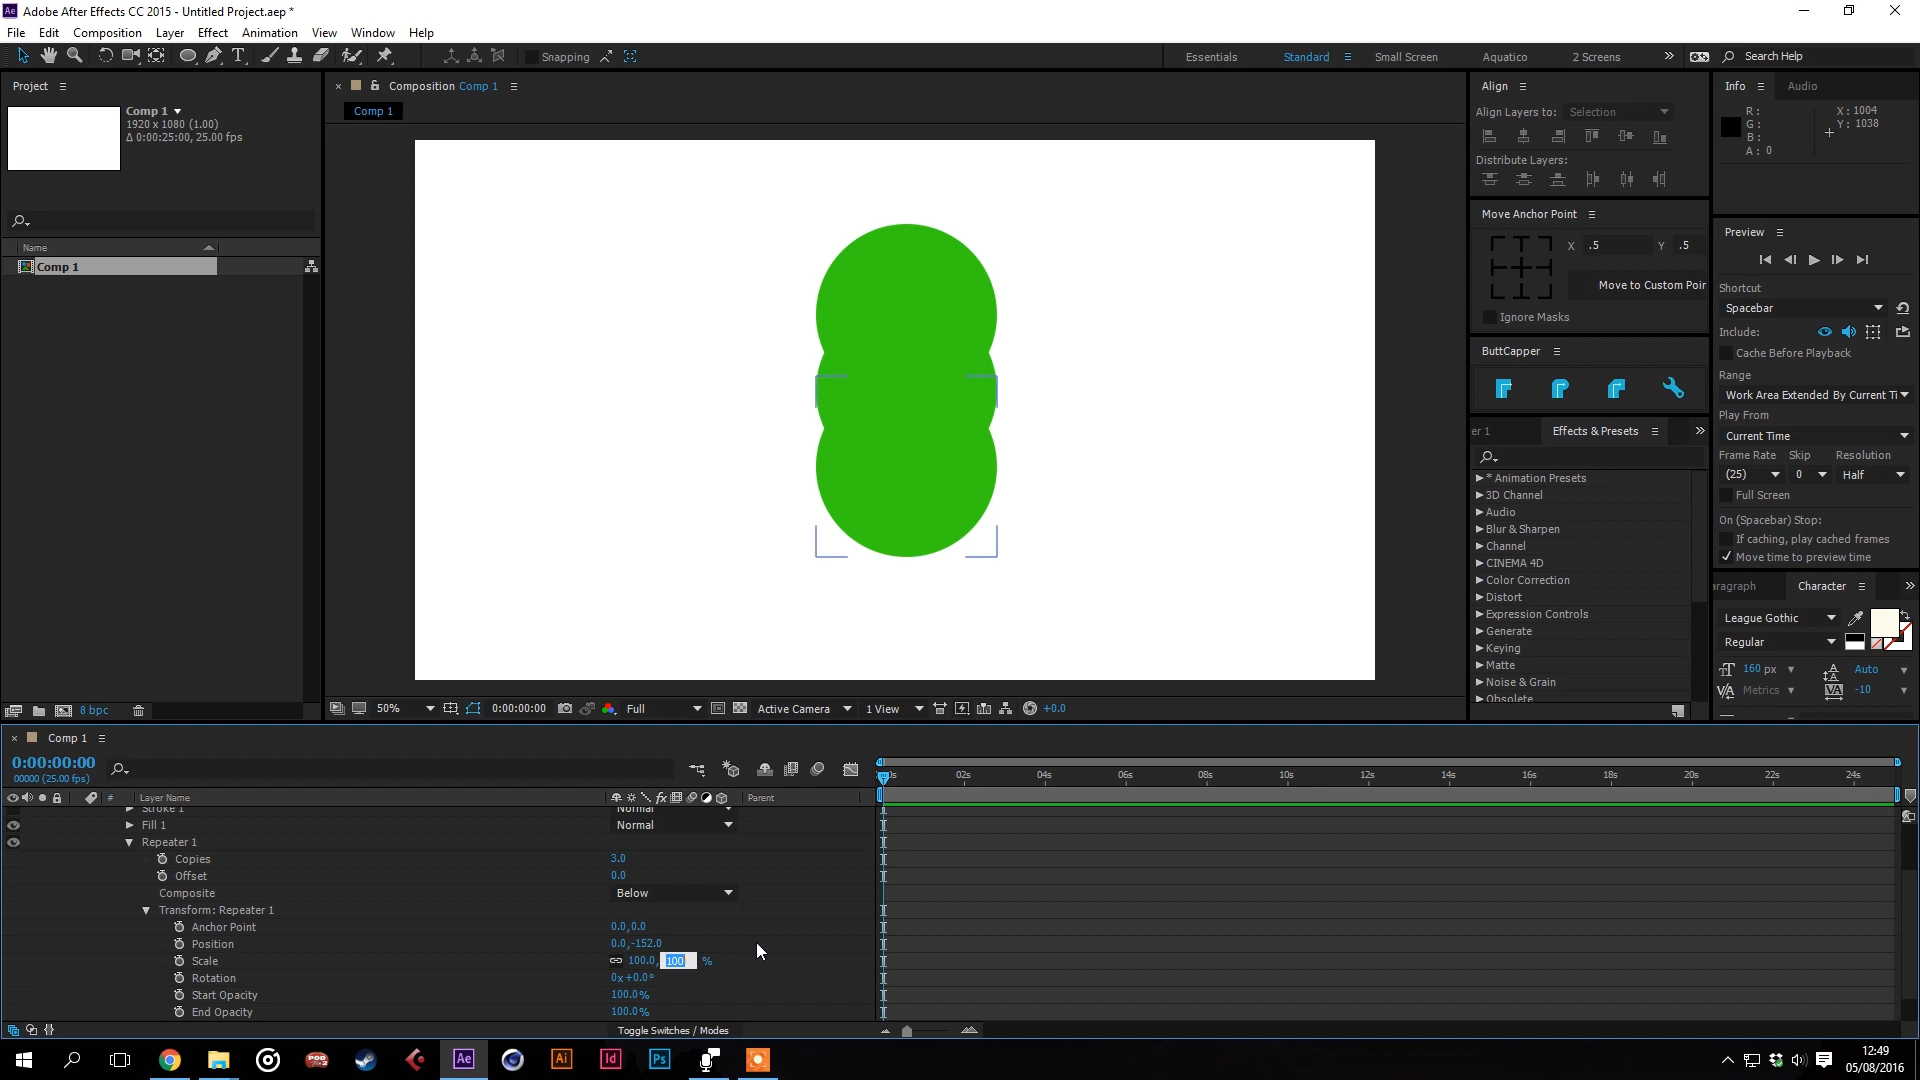 Adobe After Effects CC 2015 - Untitled Project.aep *
File Edit Composition Layer Effect Animation View Window Help
Snapping
Essentials Standard Small Screen Aquatico 2 Screens Search Help
Project
Comp 1
1920 x 1080 (1.00)
Δ 0:00:25:00, 25.00 fps
Name
Comp 1
8 bpc
Composition Comp 1
Comp 1
50% 0:00:00:00 Full Active Camera 1 View +0.0
Align
Align Layers to: Selection
Distribute Layers:
Move Anchor Point
X .5 Y .5
Move to Custom Poin
Ignore Masks
ButtCapper
er 1 Effects & Presets
* Animation Presets
3D Channel
Audio
Blur & Sharpen
Channel
CINEMA 4D
Color Correction
Distort
Expression Controls
Generate
Keying
Matte
Noise & Grain
Obsolete
Info Audio
R: X: 1004
G: Y: 1038
B:
A: 0
Preview
Shortcut
Spacebar
Include:
Cache Before Playback
Range
Work Area Extended By Current Ti
Play From
Current Time
Frame Rate Skip Resolution
(25) 0 Half
Full Screen
On (Spacebar) Stop:
If caching, play cached frames
Move time to preview time
aragraph Character
League Gothic
Regular
160 px Auto
Metrics -10
Comp 1
0:00:00:00
00000 (25.00 fps)
# Layer Name Parent
Stroke 1 Normal
Fill 1 Normal
Repeater 1
Copies 3.0
Offset 0.0
Composite Below
Transform: Repeater 1
Anchor Point 0.0,0.0
Position 0.0,-152.0
Scale 100.0, 100 %
Rotation 0x+0.0°
Start Opacity 100.0%
End Opacity 100.0%
Toggle Switches / Modes
02s 04s 06s 08s 10s 12s 14s 16s 18s 20s 22s 24s
12:49
05/08/2016